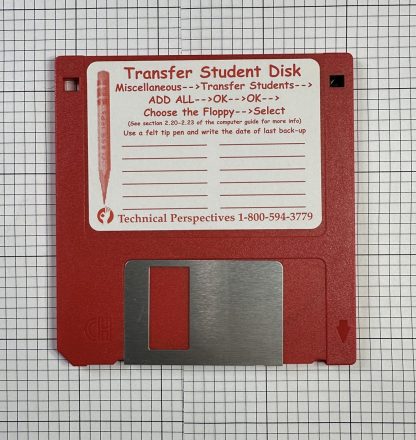 Transfer Student Disk
Miscellaneous-->Transfer Students-->
ADD ALL-->OK-->OK-->
Choose the Floppy-->Select
(See section 2.20-2.23 of the computer guide for more info)
Use a felt tip pen and write the date of last back-up
Technical Perspectives 1-800-594-3779